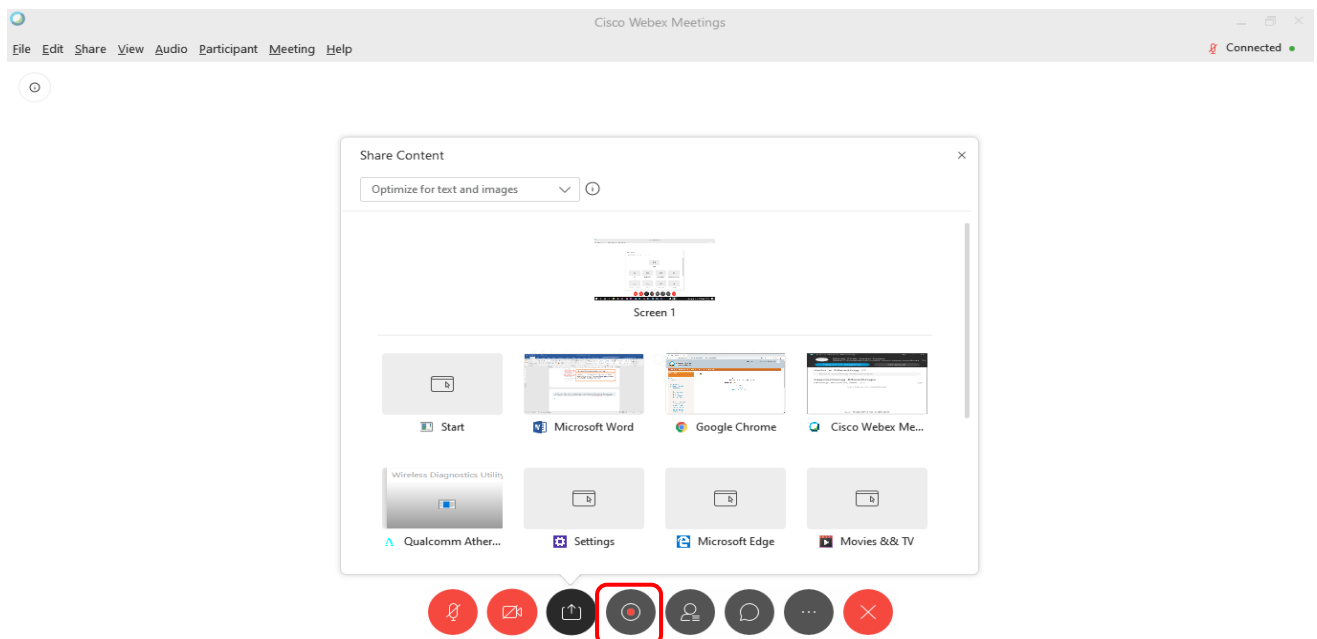 Cisco Webex Meetings
File Edit Share View Audio Participant Meeting Help
Connected
Share Content
Optimize for text and images
Screen 1
Start
Microsoft Word
Google Chrome
Cisco Webex Me...
Wireless Diagnostics Utility
Qualcomm Ather...
Settings
Microsoft Edge
Movies && TV